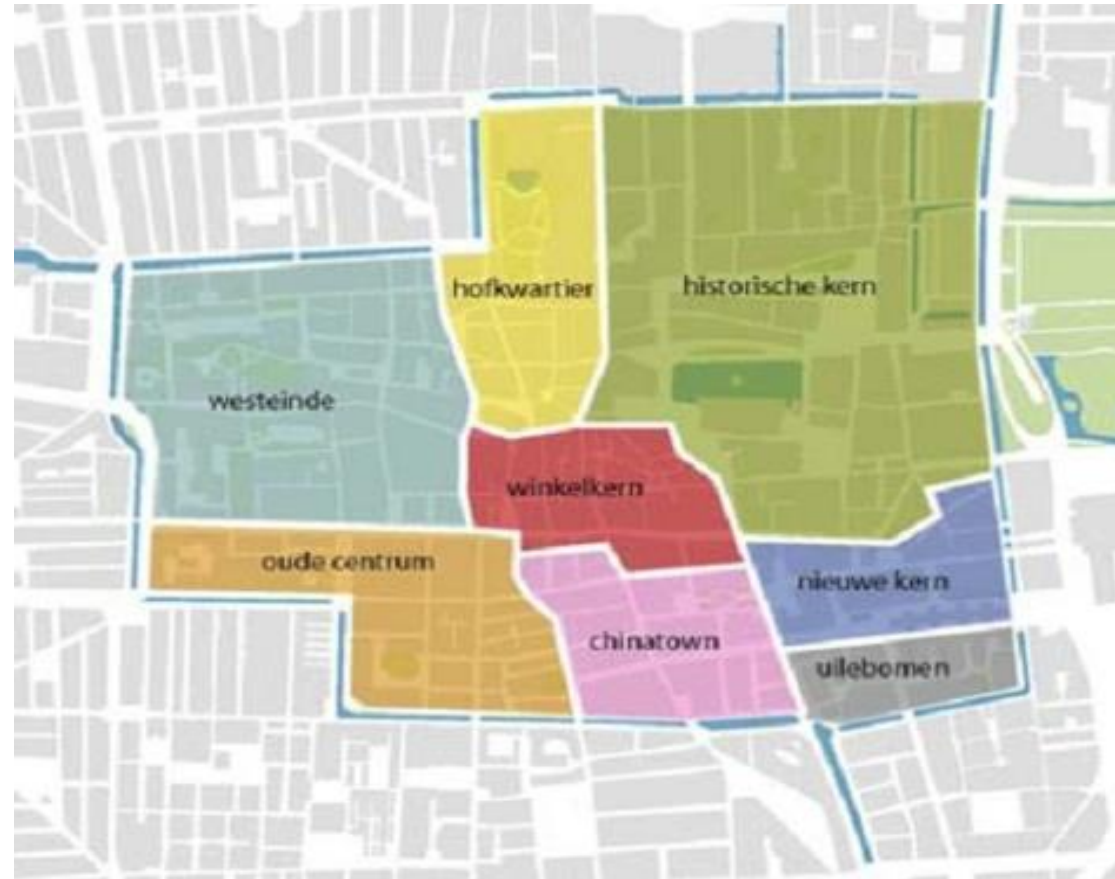 hofkwartier
historische kern
westeinde
winkelkern
oude centrum
nieuwe kern
chinatown
uilebomen